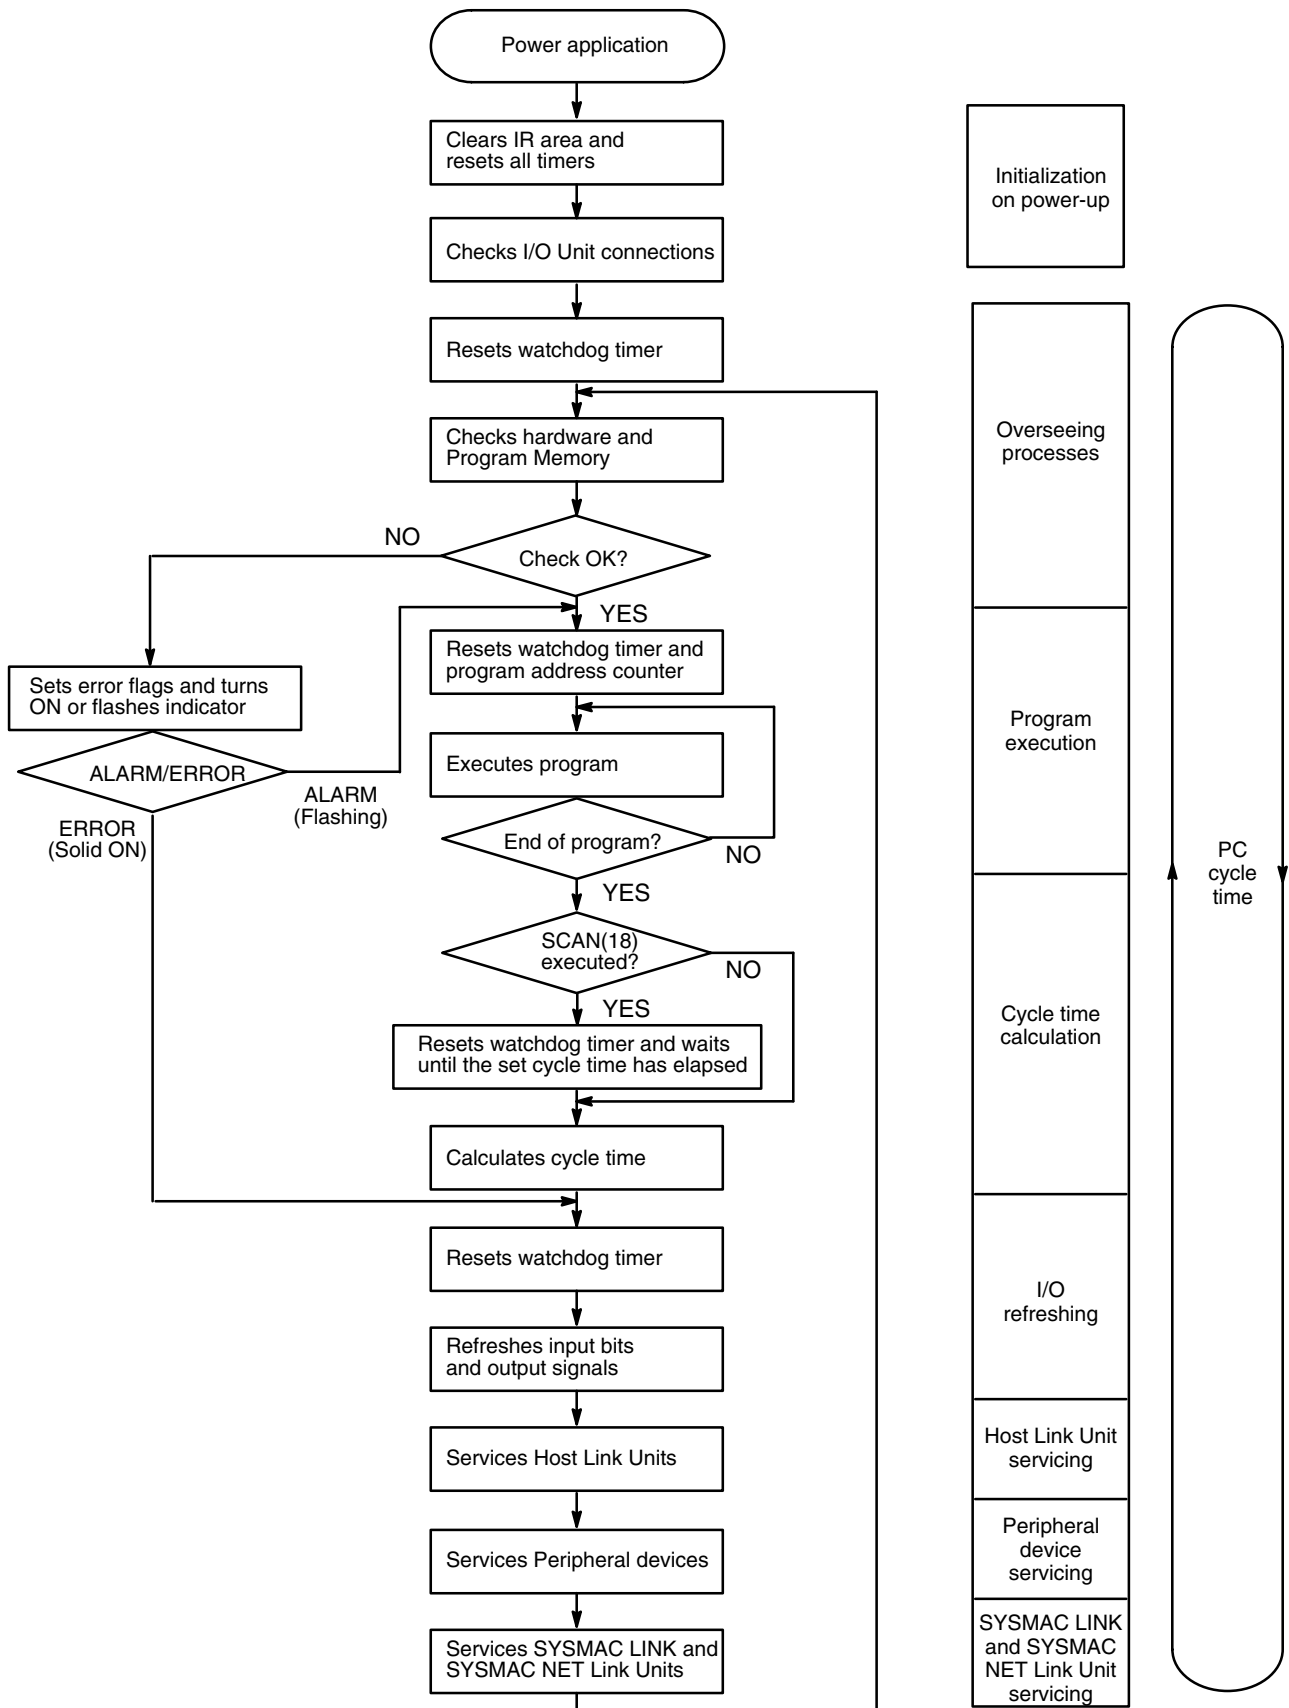 Power application
Clears IR area and
resets all timers
Checks I/O Unit connections
Resets watchdog timer
Checks hardware and
Program Memory
NO
Check OK?
YES
Resets watchdog timer and
program address counter
Sets error flags and turns
ON or flashes indicator
ALARM/ERROR
ALARM
(Flashing)
ERROR
(Solid ON)
Executes program
End of program?
NO
YES
SCAN(18)
executed?
NO
YES
Resets watchdog timer and waits
until the set cycle time has elapsed
Calculates cycle time
Resets watchdog timer
Refreshes input bits
and output signals
Services Host Link Units
Services Peripheral devices
Services SYSMAC LINK and
SYSMAC NET Link Units
Initialization
on power-up
Overseeing
processes
Program
execution
Cycle time
calculation
I/O
refreshing
Host Link Unit
servicing
Peripheral
device
servicing
SYSMAC LINK
and SYSMAC
NET Link Unit
servicing
PC
cycle
time